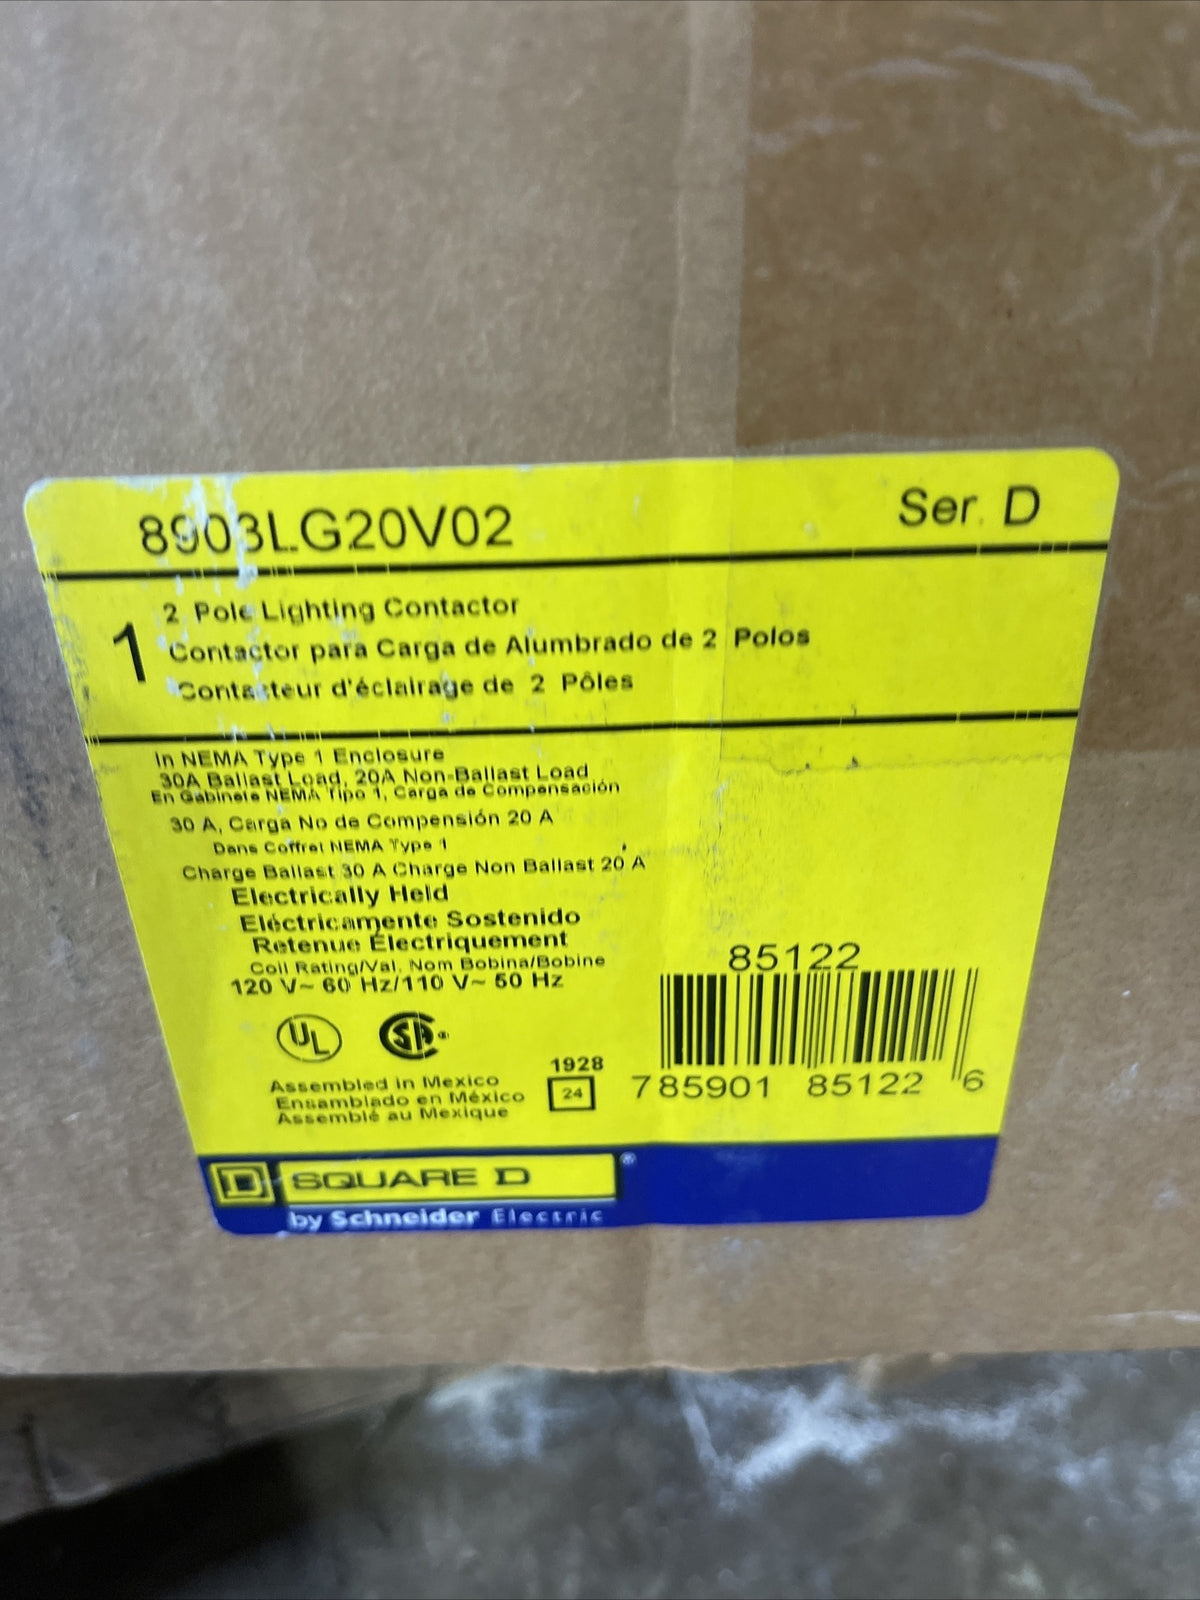 8903LG20V02
Ser. D
1
2 Pole Lighting Contactor
Contactor para Carga de Alumbrado de 2 Polos
Contacteur d'éclairage de 2 Pôles
In NEMA Type 1 Enclosure
30A Ballast Load, 20A Non-Ballast Load
En Gabinete NEMA Tipo 1, Carga de Compensación
30 A, Carga No de Compensión 20 A
Dans Coffret NEMA Type 1
Charge Ballast 30 A Charge Non Ballast 20 A
Electrically Held
Eléctricamente Sostenido
Retenue Électriquement
Coil Rating/Val. Nom Bobina/Bobine
120 V~ 60 Hz/110 V~ 50 Hz
UL
SA ®
Assembled in Mexico
Ensamblado en México
Assemblé au Mexique
1928
24
85122
785901 85122 6
D SQUARE D ®
by Schneider Electric